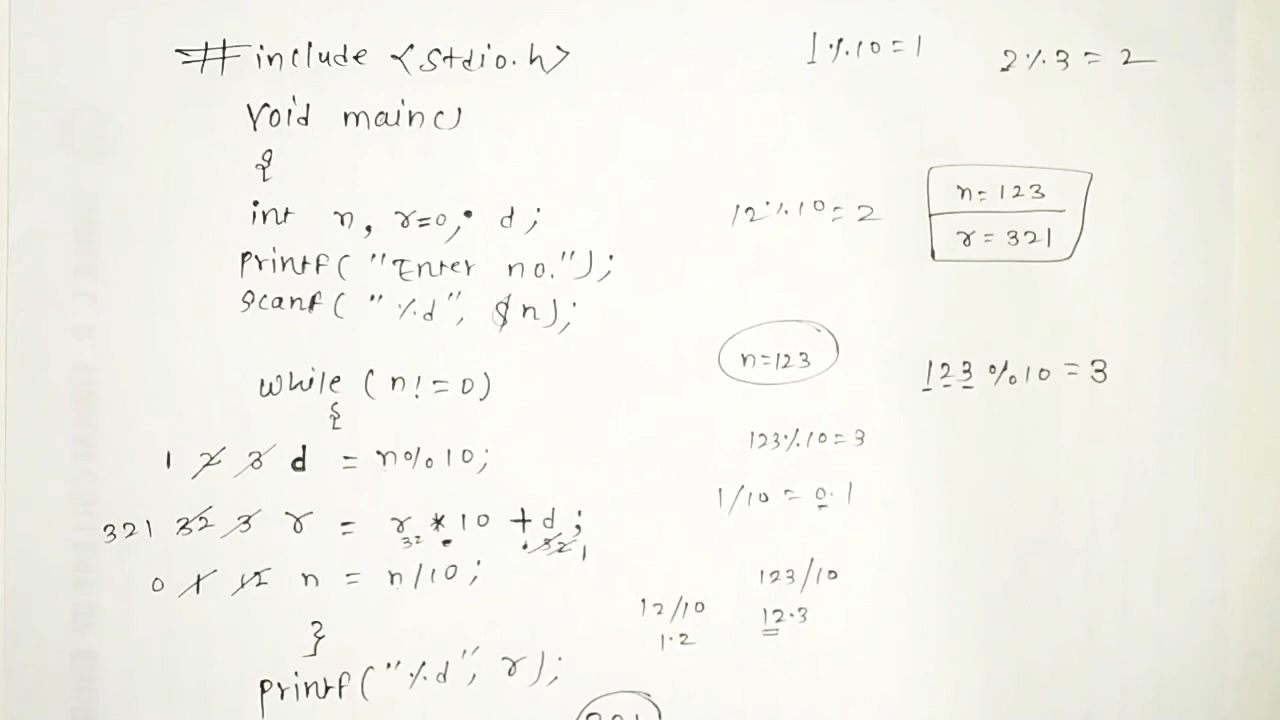 #include <stdio.h>
void main()
{
int n, r=0, d;
printf( "Enter no.");
scanf( "%d", &n);
while (n!=0)
{
1 2 3 d = n%10;
321 32 3 r = r*10 +d;
32 321
0 1 12 n = n/10;
}
printf("%d", r);
1%10=1
2%3=2
12%10=2
n=123
r=321
n=123
123%10=3
123%10=3
1/10=0.1
123/10
12.3
12/10
1.2